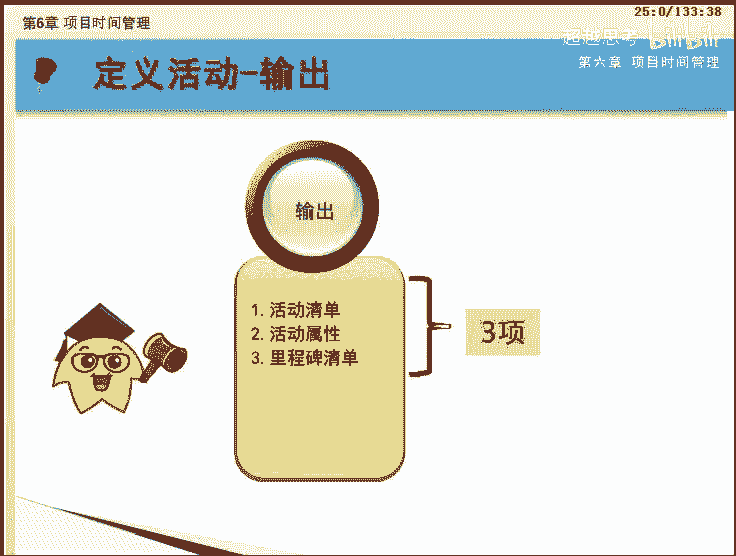 第6章 项目时间管理
25:0/133:38
超越思考 bilibili
第六章 项目时间管理
定义活动-输出
输出
1. 活动清单
2. 活动属性
3. 里程碑清单
3项